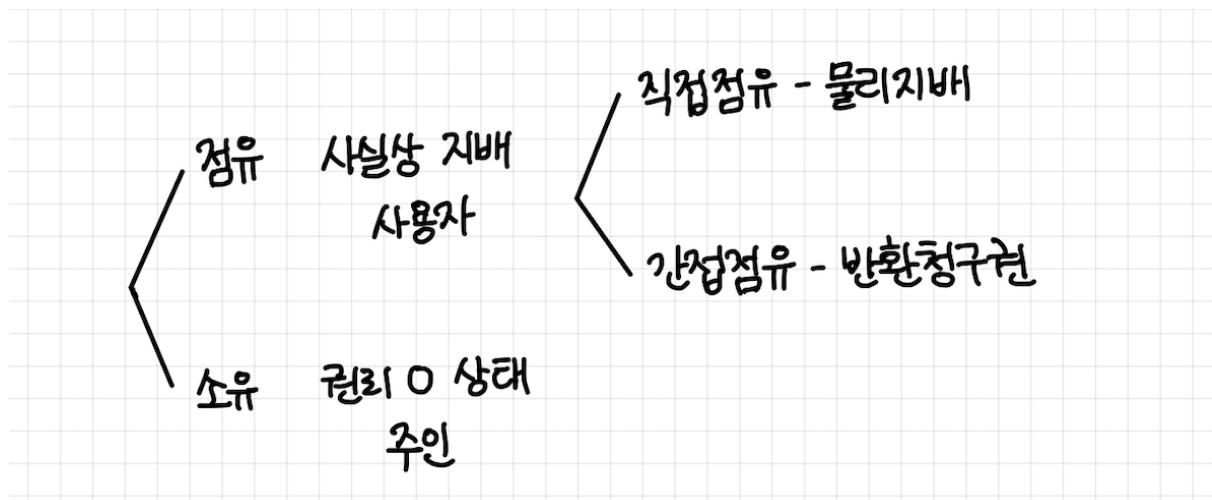 점유 사실상 지배
사용자
직접점유 - 물리지배
간접점유 - 반환청구권
소유 권리 O 상태
주인